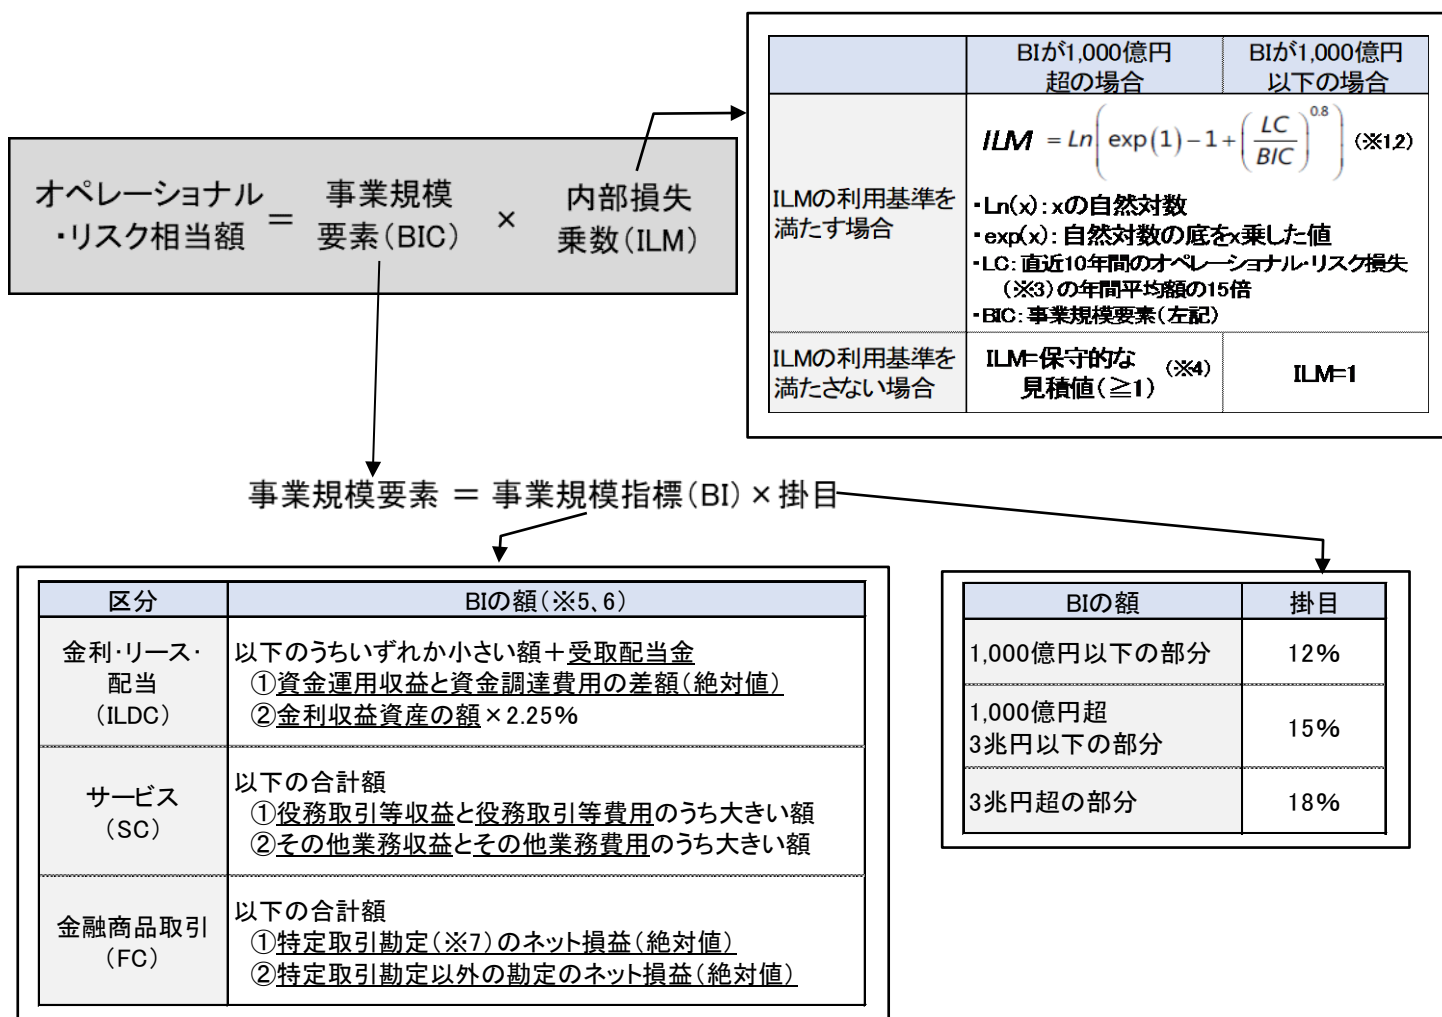 オペレーショナル
・リスク相当額
＝
事業規模
要素(BIC)
×
内部損失
乗数(ILM)
BIが1,000億円
超の場合
BIが1,000億円
以下の場合
ILMの利用基準を
満たす場合
ILM = Ln(exp(1)−1+(LC/BIC)^0.8) (※1,2)
・Ln(x)：xの自然対数
・exp(x)：自然対数の底をx乗した値
・LC：直近10年間のオペレーショナル・リスク損失
(※3)の年間平均額の15倍
・BIC：事業規模要素(左記)
ILMの利用基準を
満たさない場合
ILM=保守的な
見積値(≧1)
(※4)
ILM=1
事業規模要素 ＝ 事業規模指標(BI)×掛目
区分
BIの額(※5、6)
金利・リース・
配当
(ILDC)
以下のうちいずれか小さい額＋受取配当金
①資金運用収益と資金調達費用の差額(絶対値)
②金利収益資産の額×2.25%
サービス
(SC)
以下の合計額
①役務取引等収益と役務取引等費用のうち大きい額
②その他業務収益とその他業務費用のうち大きい額
金融商品取引
(FC)
以下の合計額
①特定取引勘定(※7)のネット損益(絶対値)
②特定取引勘定以外の勘定のネット損益(絶対値)
BIの額
掛目
1,000億円以下の部分
12%
1,000億円超
3兆円以下の部分
15%
3兆円超の部分
18%